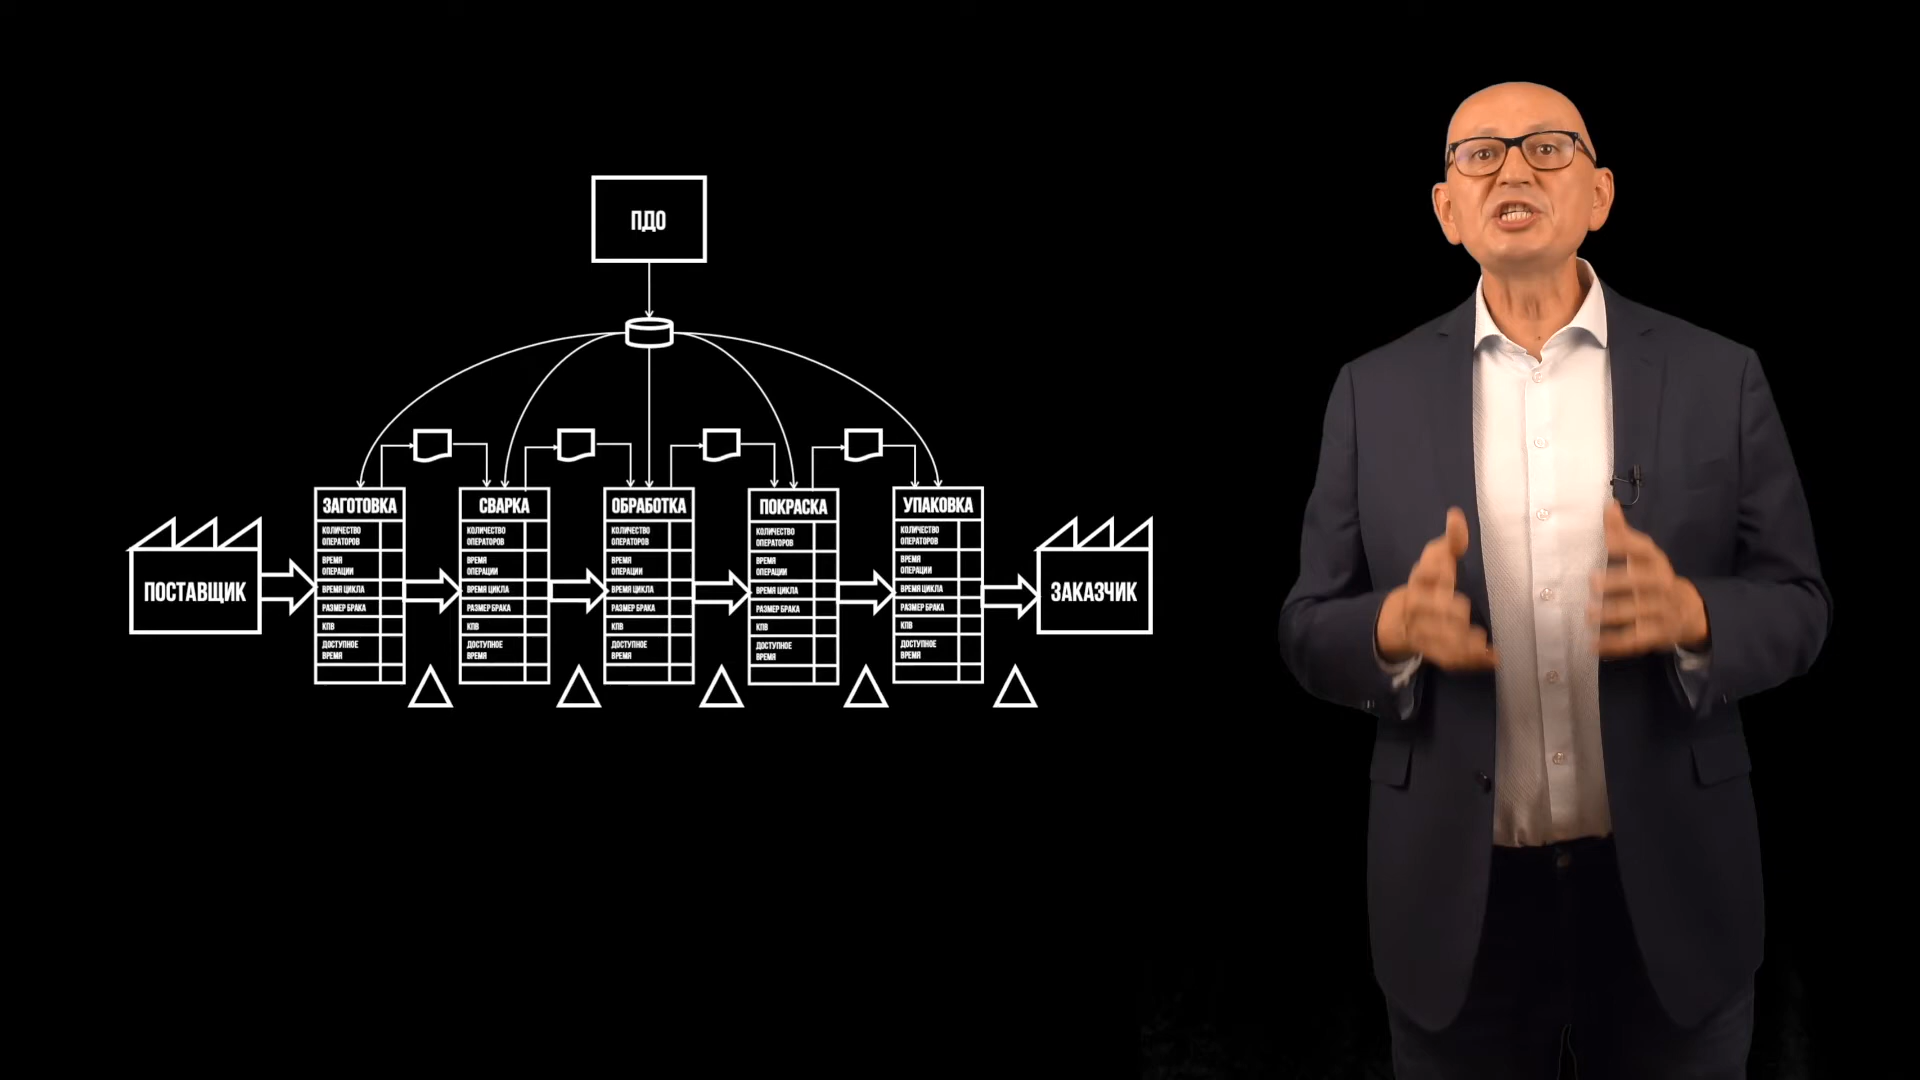 ПДО
ПОСТАВЩИК
ЗАГОТОВКА
КОЛИЧЕСТВО
ОПЕРАТОРОВ
ВРЕМЯ
ОПЕРАЦИИ
ВРЕМЯ ЦИКЛА
РАЗМЕР БРАКА
КПВ
ДОСТУПНОЕ
ВРЕМЯ
СВАРКА
КОЛИЧЕСТВО
ОПЕРАТОРОВ
ВРЕМЯ
ОПЕРАЦИИ
ВРЕМЯ ЦИКЛА
РАЗМЕР БРАКА
КПВ
ДОСТУПНОЕ
ВРЕМЯ
ОБРАБОТКА
КОЛИЧЕСТВО
ОПЕРАТОРОВ
ВРЕМЯ
ОПЕРАЦИИ
ВРЕМЯ ЦИКЛА
РАЗМЕР БРАКА
КПВ
ДОСТУПНОЕ
ВРЕМЯ
ПОКРАСКА
КОЛИЧЕСТВО
ОПЕРАТОРОВ
ВРЕМЯ
ОПЕРАЦИИ
ВРЕМЯ ЦИКЛА
РАЗМЕР БРАКА
КПВ
ДОСТУПНОЕ
ВРЕМЯ
УПАКОВКА
КОЛИЧЕСТВО
ОПЕРАТОРОВ
ВРЕМЯ
ОПЕРАЦИИ
ВРЕМЯ ЦИКЛА
РАЗМЕР БРАКА
КПВ
ДОСТУПНОЕ
ВРЕМЯ
ЗАКАЗЧИК